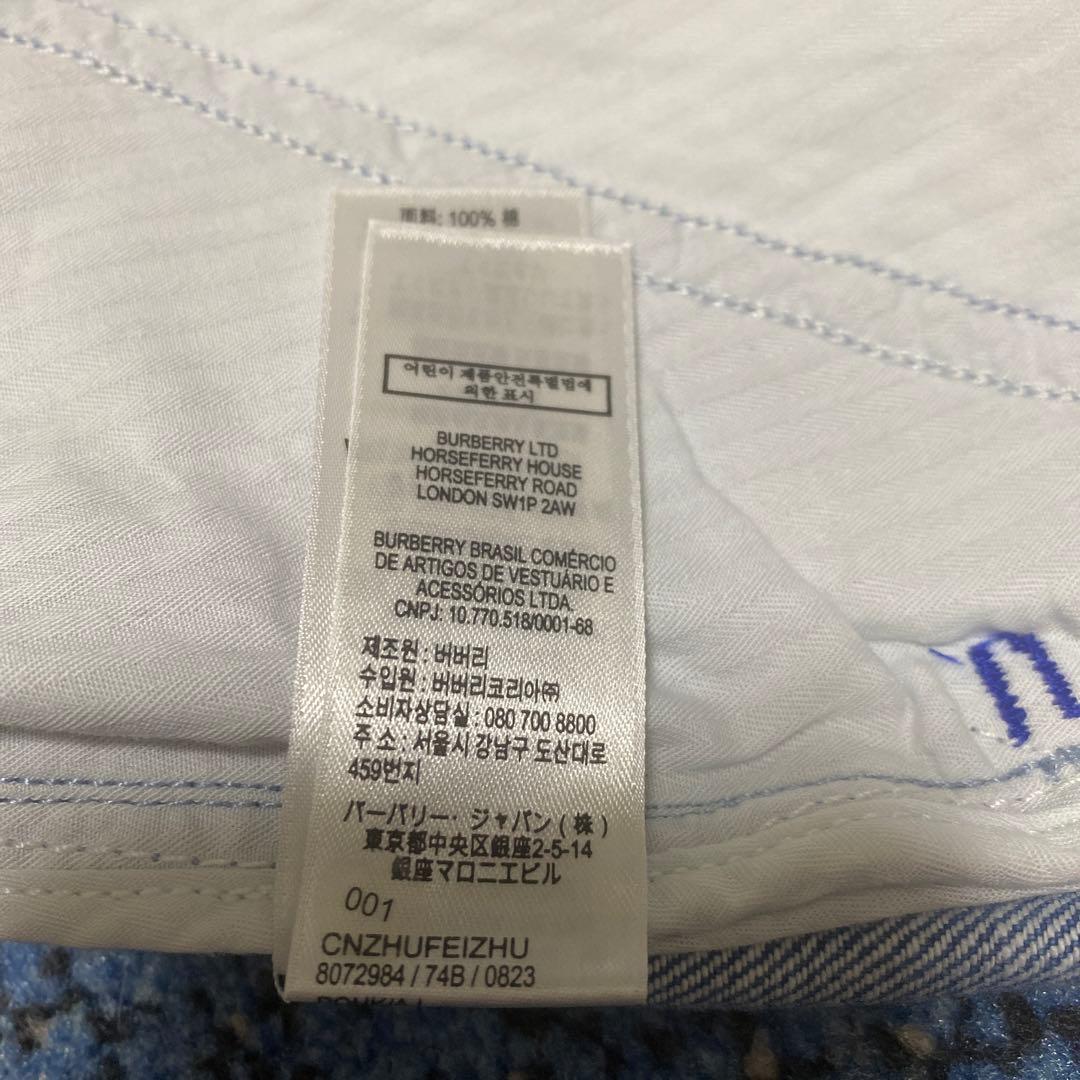 面料: 100% 棉
어린이 제품안전특별법에
의한 표시
BURBERRY LTD
HORSEFERRY HOUSE
HORSEFERRY ROAD
LONDON SW1P 2AW
BURBERRY BRASIL COMÉRCIO
DE ARTIGOS DE VESTUÁRIO E
ACESSÓRIOS LTDA.
CNPJ: 10.770.518/0001-68
제조원 : 버버리
수입원 : 버버리코리아㈜
소비자상담실 : 080 700 8800
주 소 : 서울시 강남구 도산대로
459번지
バーバリー・ジャパン ( 株 )
東京都中央区銀座2-5-14
銀座マロニエビル
001
CNZHUFEIZHU
8072984 / 74B / 0823